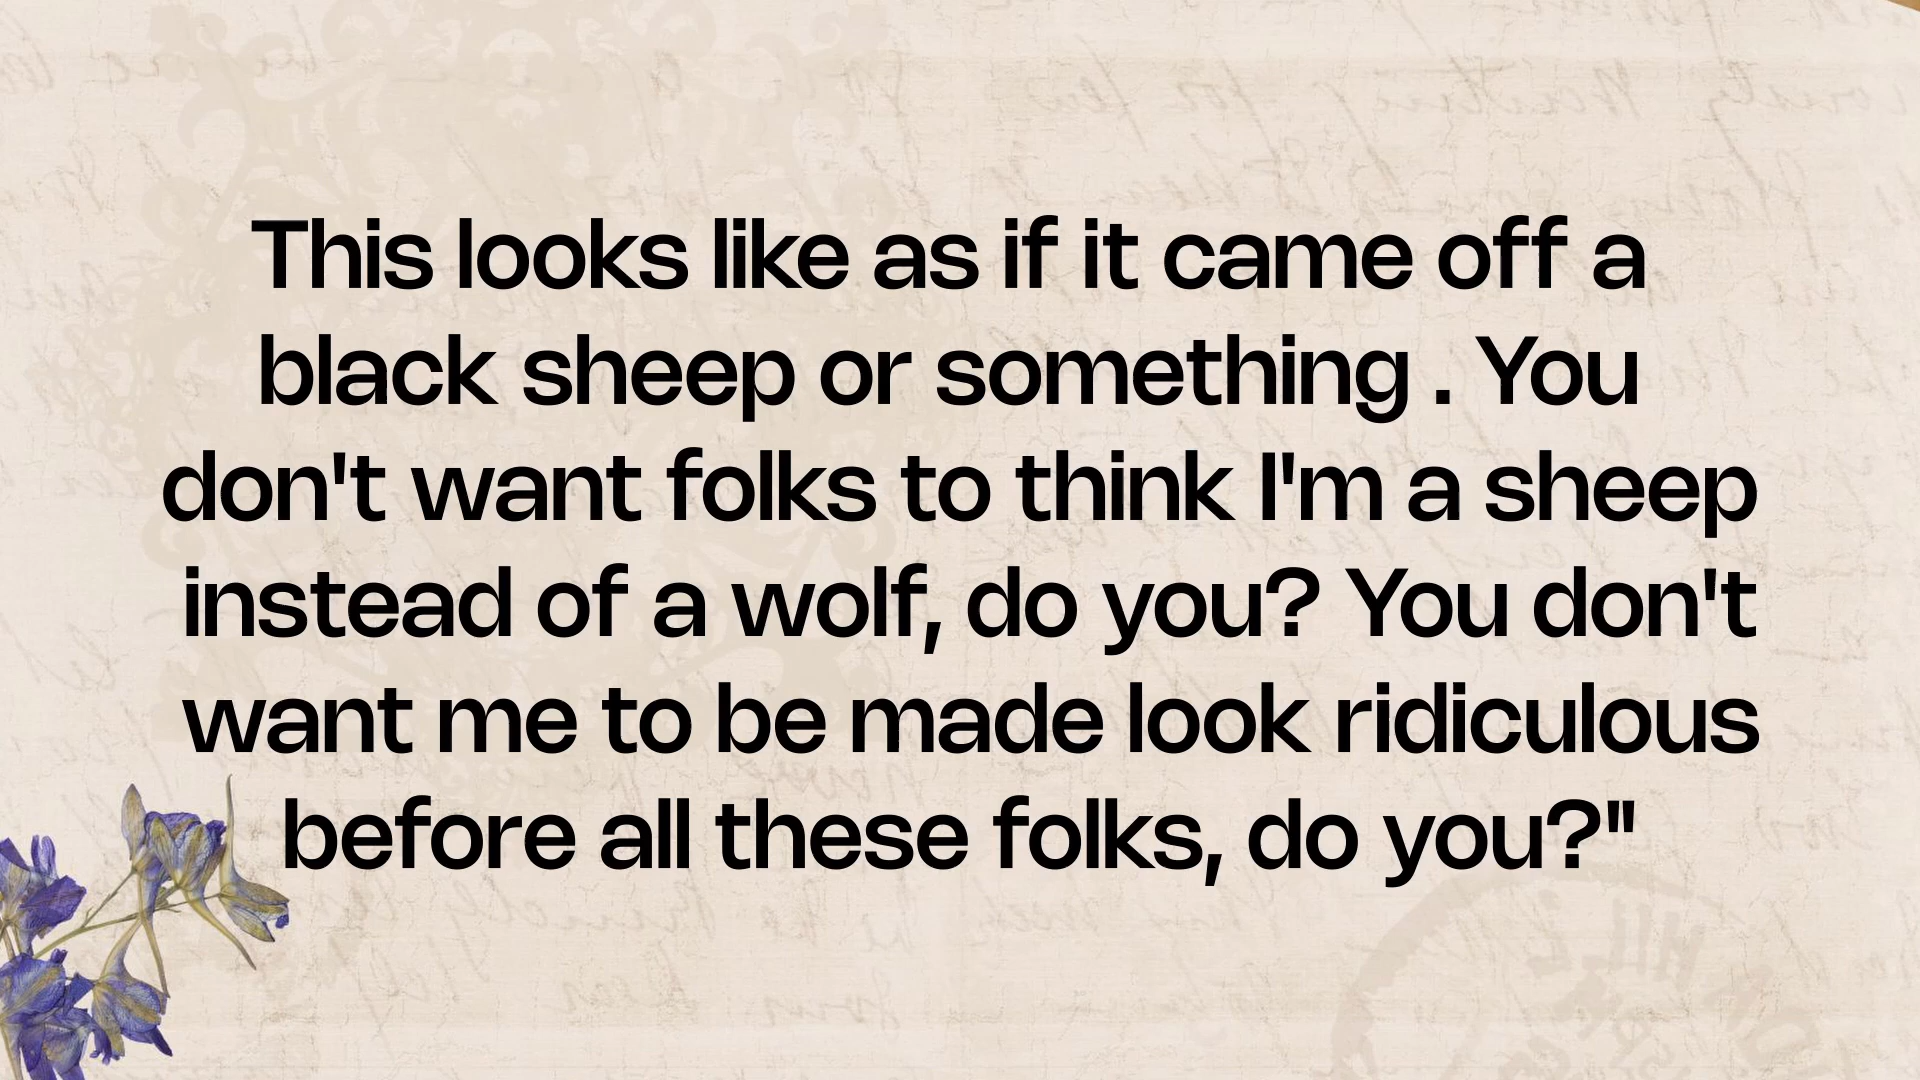 This looks like as if it came off a
black sheep or something . You
don't want folks to think I'm a sheep
instead of a wolf, do you? You don't
want me to be made look ridiculous
before all these folks, do you?"